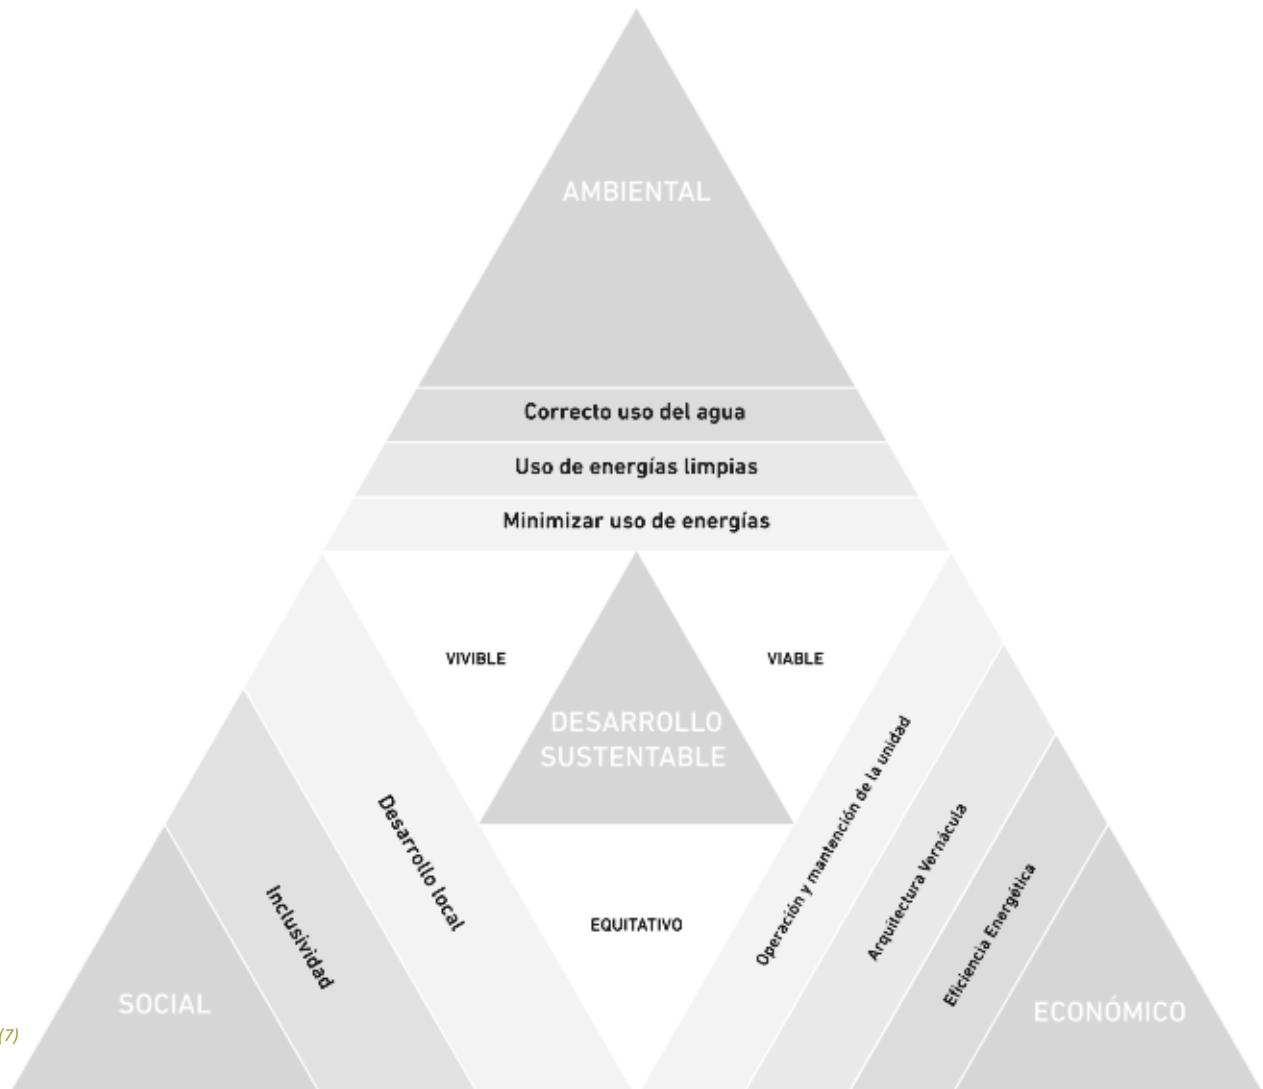 AMBIENTAL
Correcto uso del agua
Uso de energías limpias
Minimizar uso de energías
VIVIBLE
VIABLE
DESARROLLO
SUSTENTABLE
EQUITATIVO
Desarrollo local
Inclusividad
SOCIAL
Operación y mantención de la unidad
Arquitectura Vernácula
Eficiencia Energética
ECONÓMICO
(7)